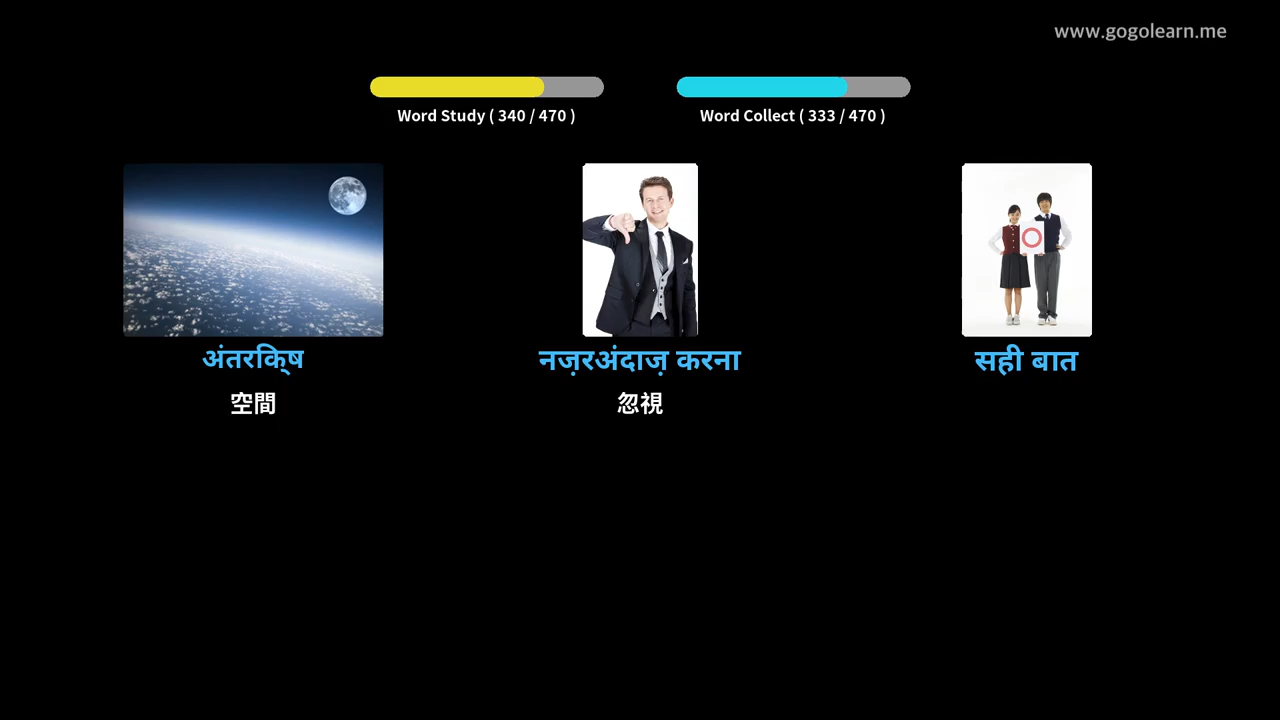 www.gogolearn.me
Word Study ( 340 / 470 )
Word Collect ( 333 / 470 )
अंतरकि्ष
नज़रअंदाज़ करना
सही बात
空間
忽視